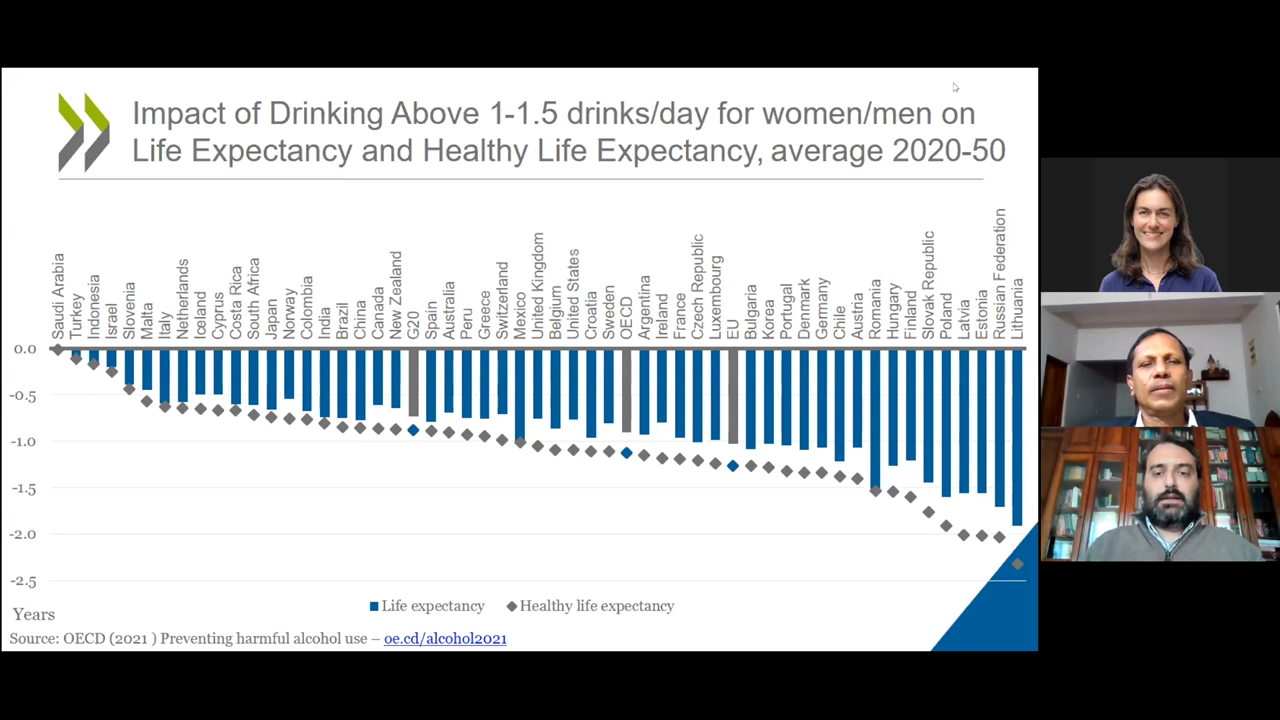 Impact of Drinking Above 1-1.5 drinks/day for women/men on
Life Expectancy and Healthy Life Expectancy, average 2020-50
Saudi Arabia
Turkey
Indonesia
Israel
Slovenia
Malta
Italy
Netherlands
Iceland
Cyprus
Costa Rica
South Africa
Japan
Norway
Colombia
India
Brazil
China
Canada
New Zealand
G20
Spain
Australia
Peru
Greece
Switzerland
Mexico
United Kingdom
Belgium
United States
Croatia
Sweden
OECD
Argentina
Ireland
France
Czech Republic
Luxembourg
EU
Bulgaria
Korea
Portugal
Denmark
Germany
Chile
Austria
Romania
Hungary
Finland
Slovak Republic
Poland
Latvia
Estonia
Russian Federation
Lithuania
0.0
-0.5
-1.0
-1.5
-2.0
-2.5
Years
Life expectancy
Healthy life expectancy
Source: OECD (2021 ) Preventing harmful alcohol use – oe.cd/alcohol2021